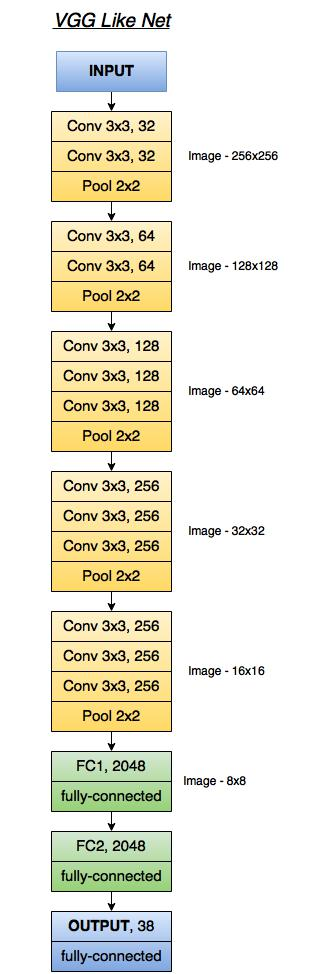 VGG Like Net
INPUT
Conv 3x3, 32
Conv 3x3, 32
Image - 256x256
Pool 2x2
Conv 3x3, 64
Conv 3x3, 64
Image - 128x128
Pool 2x2
Conv 3x3, 128
Conv 3x3, 128
Image - 64x64
Conv 3x3, 128
Pool 2x2
Conv 3x3, 256
Conv 3x3, 256
Image - 32x32
Conv 3x3, 256
Pool 2x2
Conv 3x3, 256
Conv 3x3, 256
Image - 16x16
Conv 3x3, 256
Pool 2x2
FC1, 2048
Image - 8x8
fully-connected
FC2, 2048
fully-connected
OUTPUT, 38
fully-connected